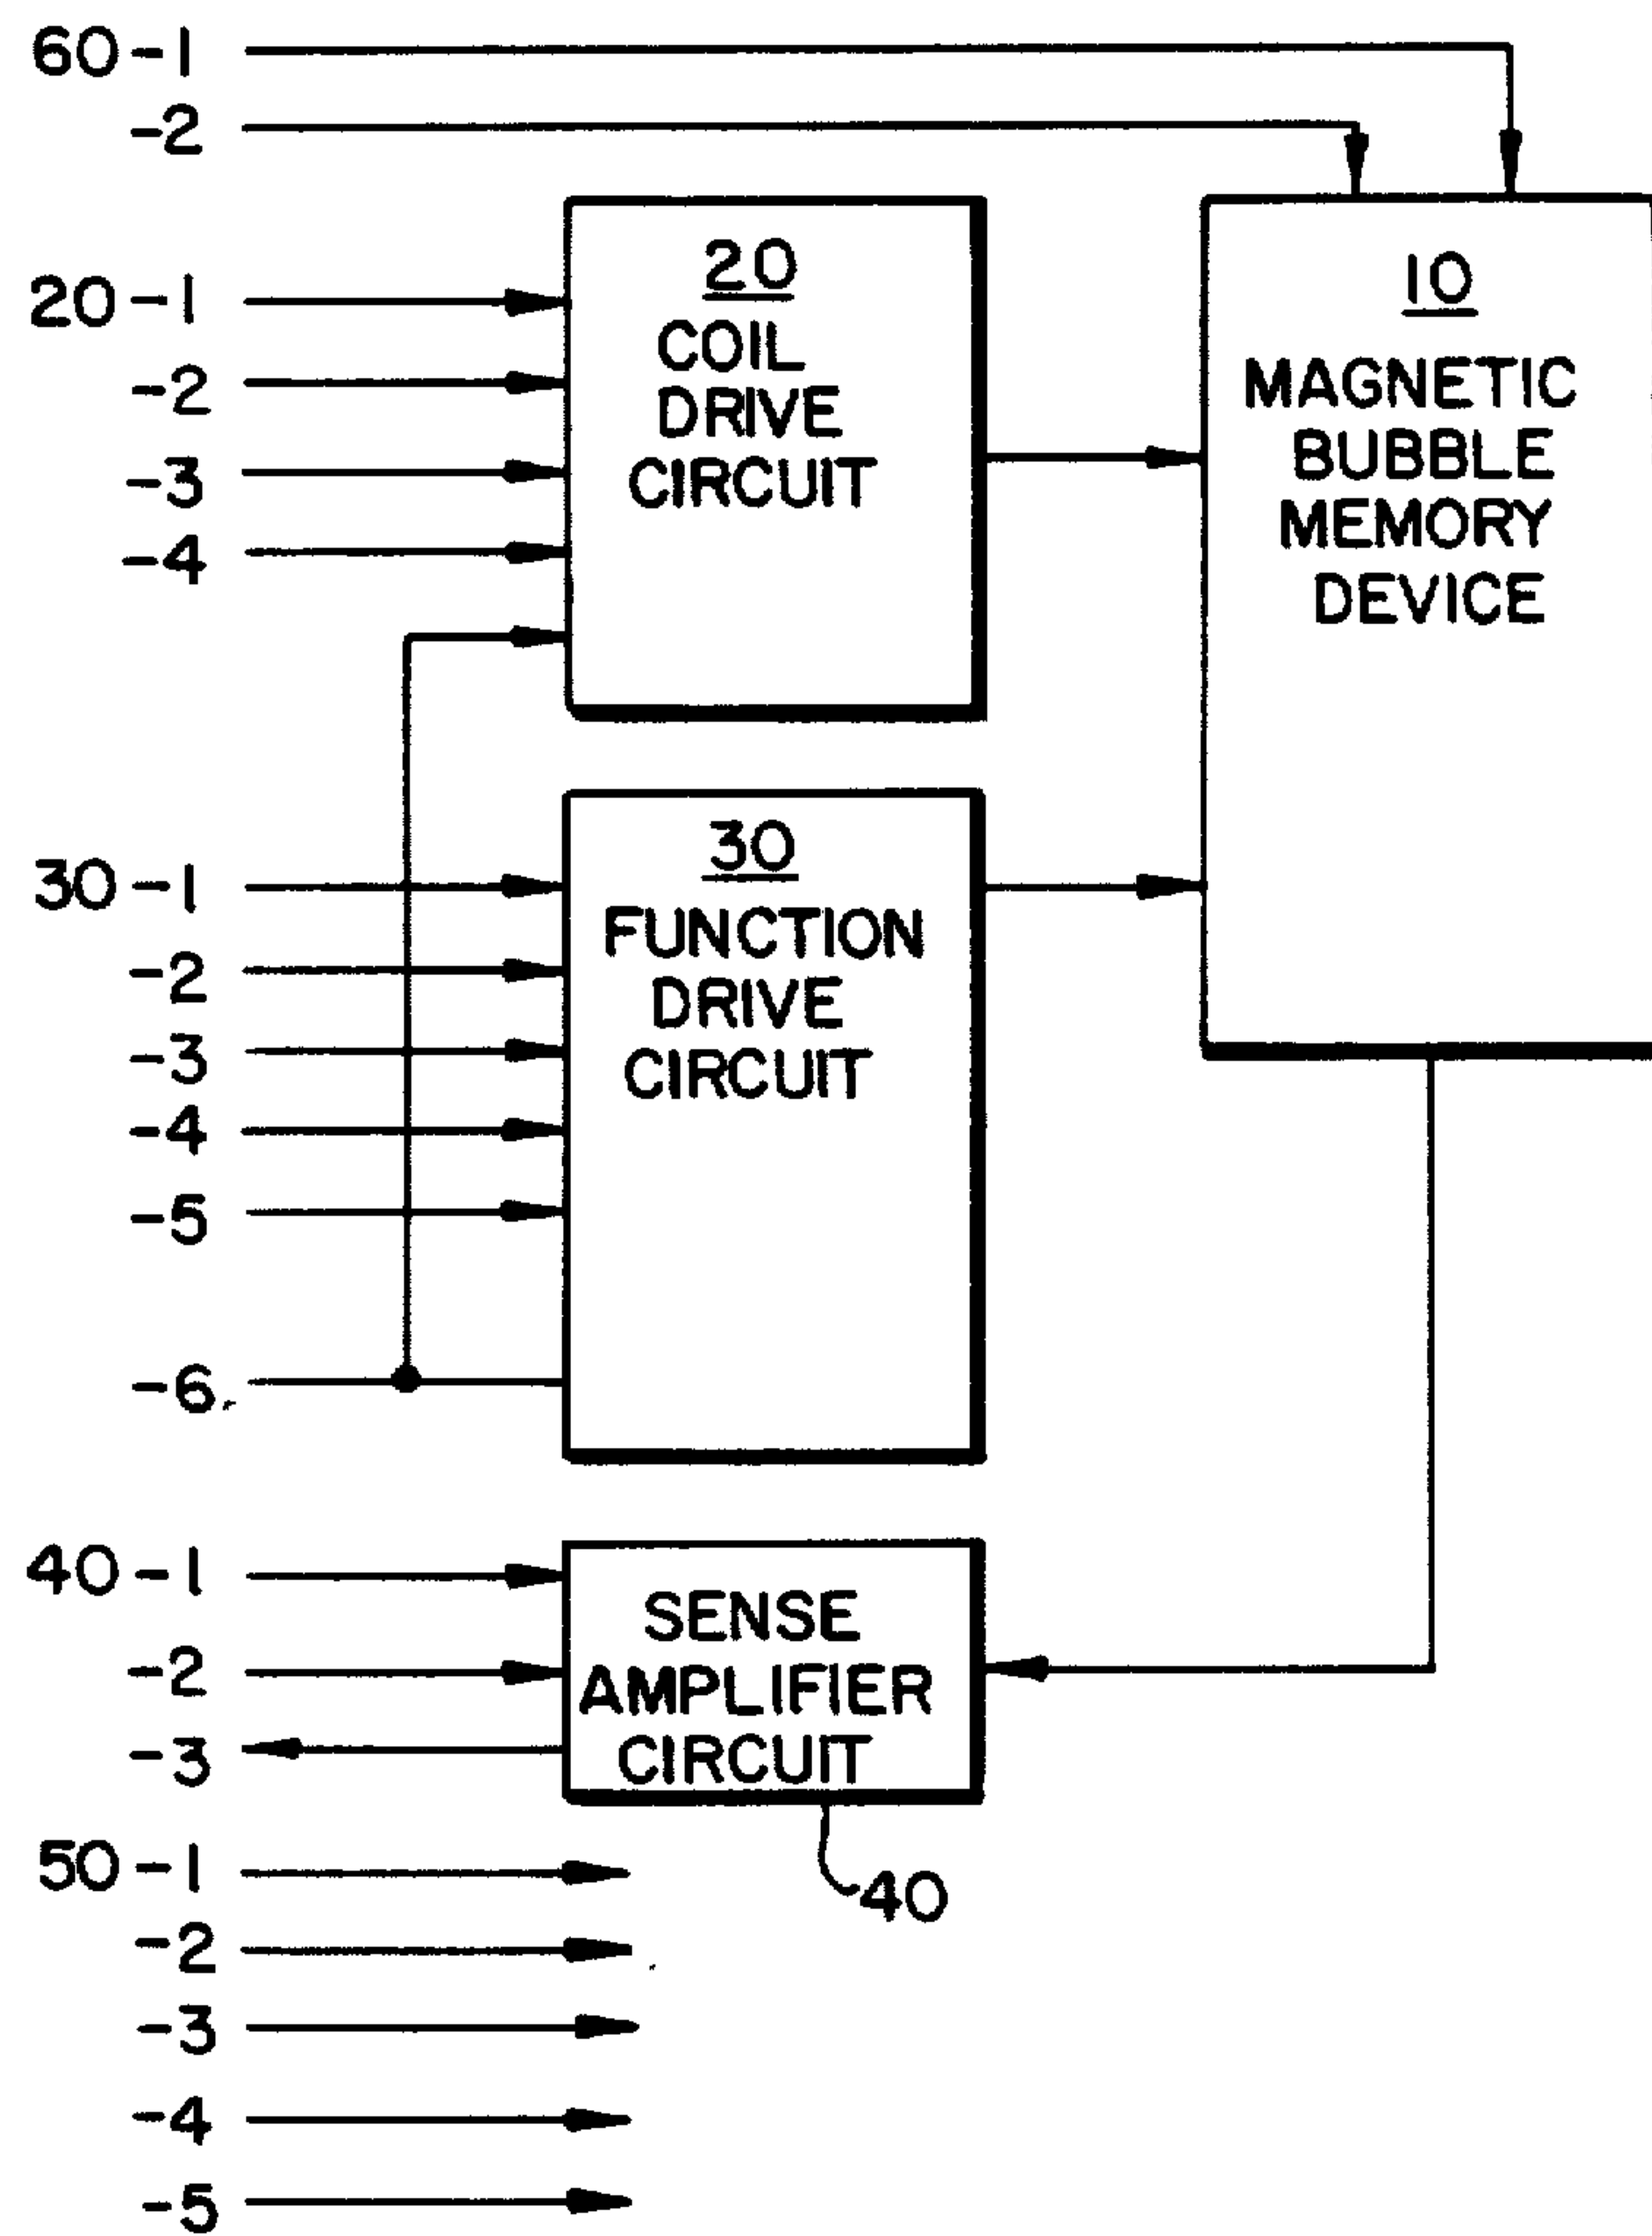 60-1
-2
20-1
-2
-3
-4
20
COIL
DRIVE
CIRCUIT
10
MAGNETIC
BUBBLE
MEMORY
DEVICE
30-1
-2
-3
-4
-5
-6
30
FUNCTION
DRIVE
CIRCUIT
40-1
-2
-3
SENSE
AMPLIFIER
CIRCUIT
40
50-1
-2
-3
-4
-5